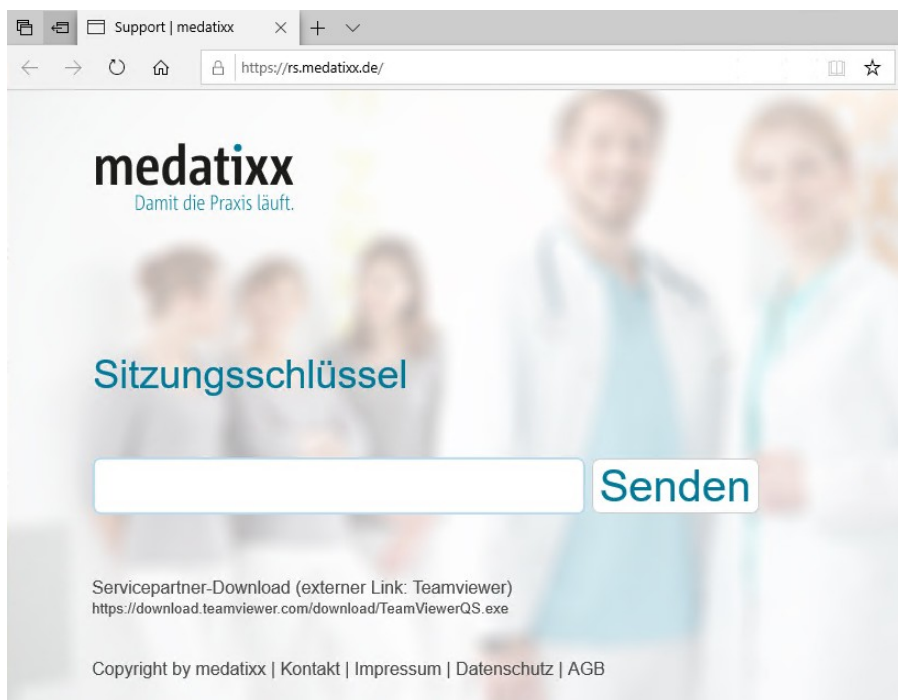 Support | medatixx
https://rs.medatixx.de/
medatixx
Damit die Praxis läuft.
Sitzungsschlüssel
Senden
Servicepartner-Download (externer Link: Teamviewer)
https://download.teamviewer.com/download/TeamViewerQS.exe
Copyright by medatixx | Kontakt | Impressum | Datenschutz | AGB